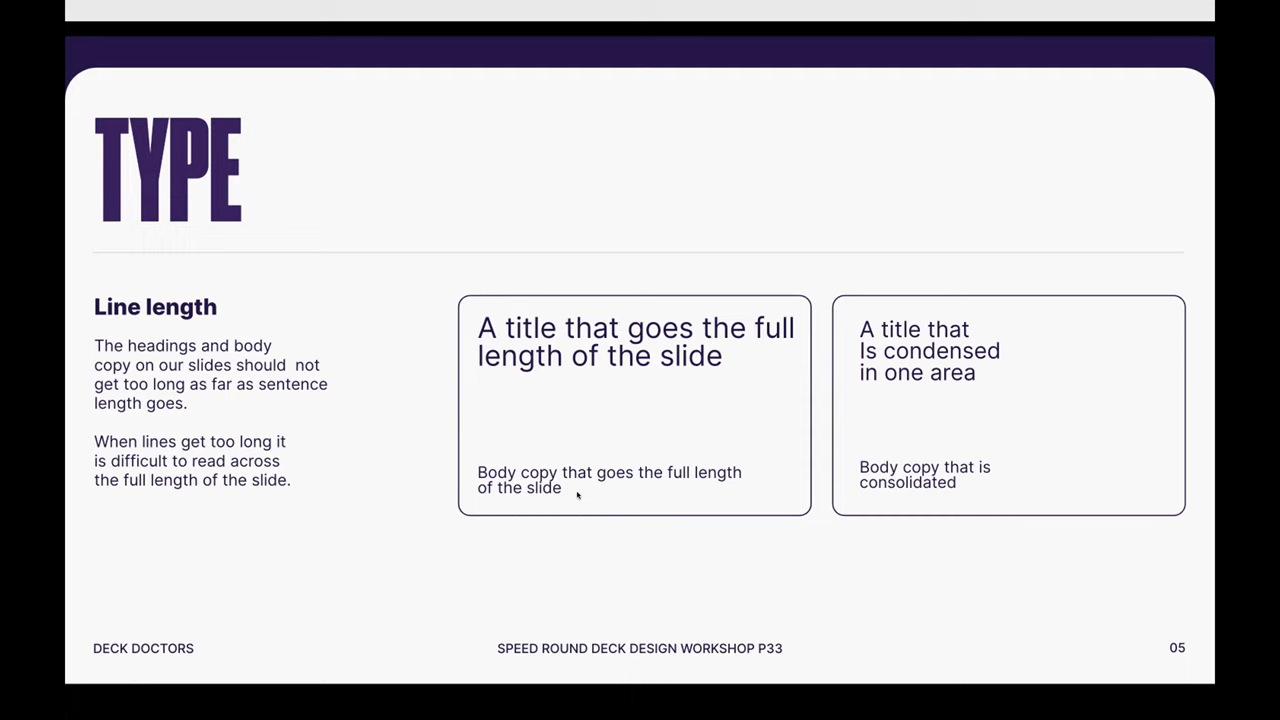 TYPE
Line length
The headings and body
copy on our slides should  not
get too long as far as sentence
length goes.
When lines get too long it
is difficult to read across
the full length of the slide.
A title that goes the full
length of the slide
Body copy that goes the full length
of the slide
A title that
Is condensed
in one area
Body copy that is
consolidated
DECK DOCTORS
SPEED ROUND DECK DESIGN WORKSHOP P33
05